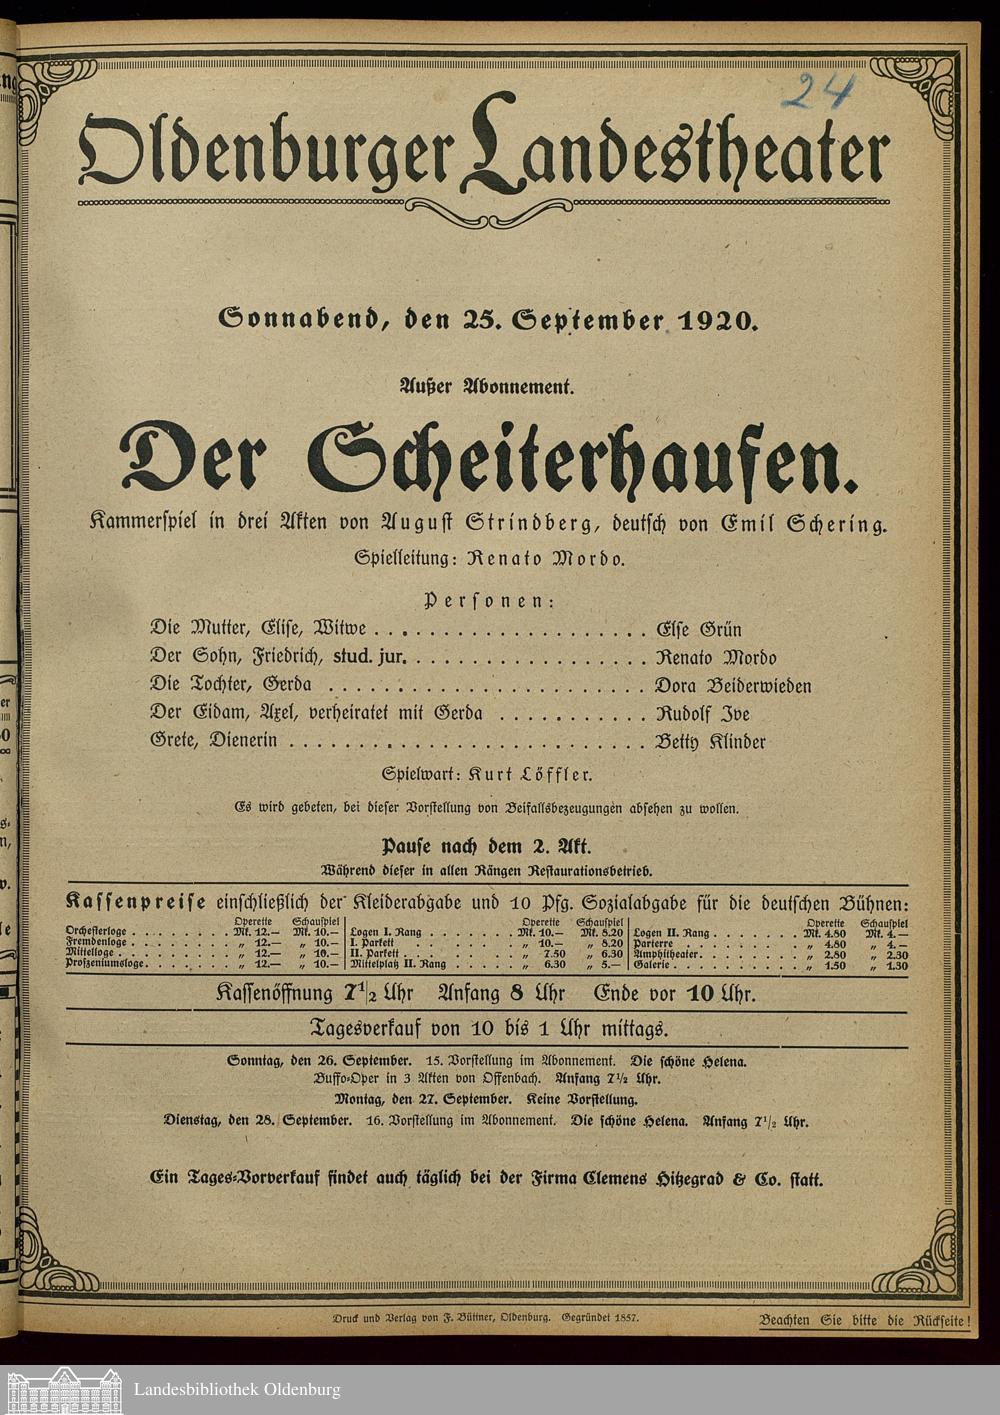 24
Oldenburger Landestheater
Sonnabend, den 25. September 1920.
Außer Abonnement.
Der Scheiterhaufen.
Kammerspiel in drei Akten von August Strindberg, deutsch von Emil Schering.
Spielleitung: Renato Mordo.
Personen:
Die Mutter, Elise, Witwe . . . . . . . . . . . . . . . . . . . . Else Grün
Der Sohn, Friedrich, stud. jur. . . . . . . . . . . . . . . . . . . Renato Mordo
Die Tochter, Gerda . . . . . . . . . . . . . . . . . . . . . . . Dora Beiderwieden
Der Eidam, Axel, verheiratet mit Gerda . . . . . . . . . . . Rudolf Ive
Grete, Dienerin . . . . . . . . . . . . . . . . . . . . . . . . . . Betty Klinder
Spielwart: Kurt Löffler.
Es wird gebeten, bei dieser Vorstellung von Beifallsbezeugungen absehen zu wollen.
Pause nach dem 2. Akt.
Während dieser in allen Rängen Restaurationsbetrieb.
Kassenpreise einschließlich der Kleiderabgabe und 10 Pfg. Sozialabgabe für die deutschen Bühnen:
Operette Schauspiel
Orchesterloge . . . . . . . . Mk. 12.— Mk. 10.—
Fremdenloge . . . . . . . . . „ 12.— „ 10.—
Mittelloge . . . . . . . . . . „ 12.— „ 10.—
Proszeniumsloge . . . . . . . „ 12.— „ 10.—
Operette Schauspiel
Logen I. Rang . . . . . . . . Mk. 10.— Mk. 8.20
I. Parkett . . . . . . . . . „ 10.— „ 8.20
II. Parkett . . . . . . . . . „ 7.50 „ 6.30
Mittelplatz II. Rang . . . . . „ 6.30 „ 5.—
Operette Schauspiel
Logen II. Rang . . . . . . . . Mk. 4.80 Mk. 4.—
Parterre . . . . . . . . . . „ 4.80 „ 4.—
Amphitheater . . . . . . . . . „ 2.80 „ 2.30
Galerie . . . . . . . . . . . „ 1.50 „ 1.30
Kassenöffnung 7 1/2 Uhr Anfang 8 Uhr Ende vor 10 Uhr.
Tagesverkauf von 10 bis 1 Uhr mittags.
Sonntag, den 26. September. 15. Vorstellung im Abonnement. Die schöne Helena.
Buffo-Oper in 3 Akten von Offenbach. Anfang 7 1/2 Uhr.
Montag, den 27. September. Keine Vorstellung.
Dienstag, den 28. September. 16. Vorstellung im Abonnement. Die schöne Helena. Anfang 7 1/2 Uhr.
Ein Tages-Vorverkauf findet auch täglich bei der Firma Clemens Hitzegrad & Co. statt.
Druck und Verlag von F. Büttner, Oldenburg. Gegründet 1857.
Beachten Sie bitte die Rückseite!
Landesbibliothek Oldenburg